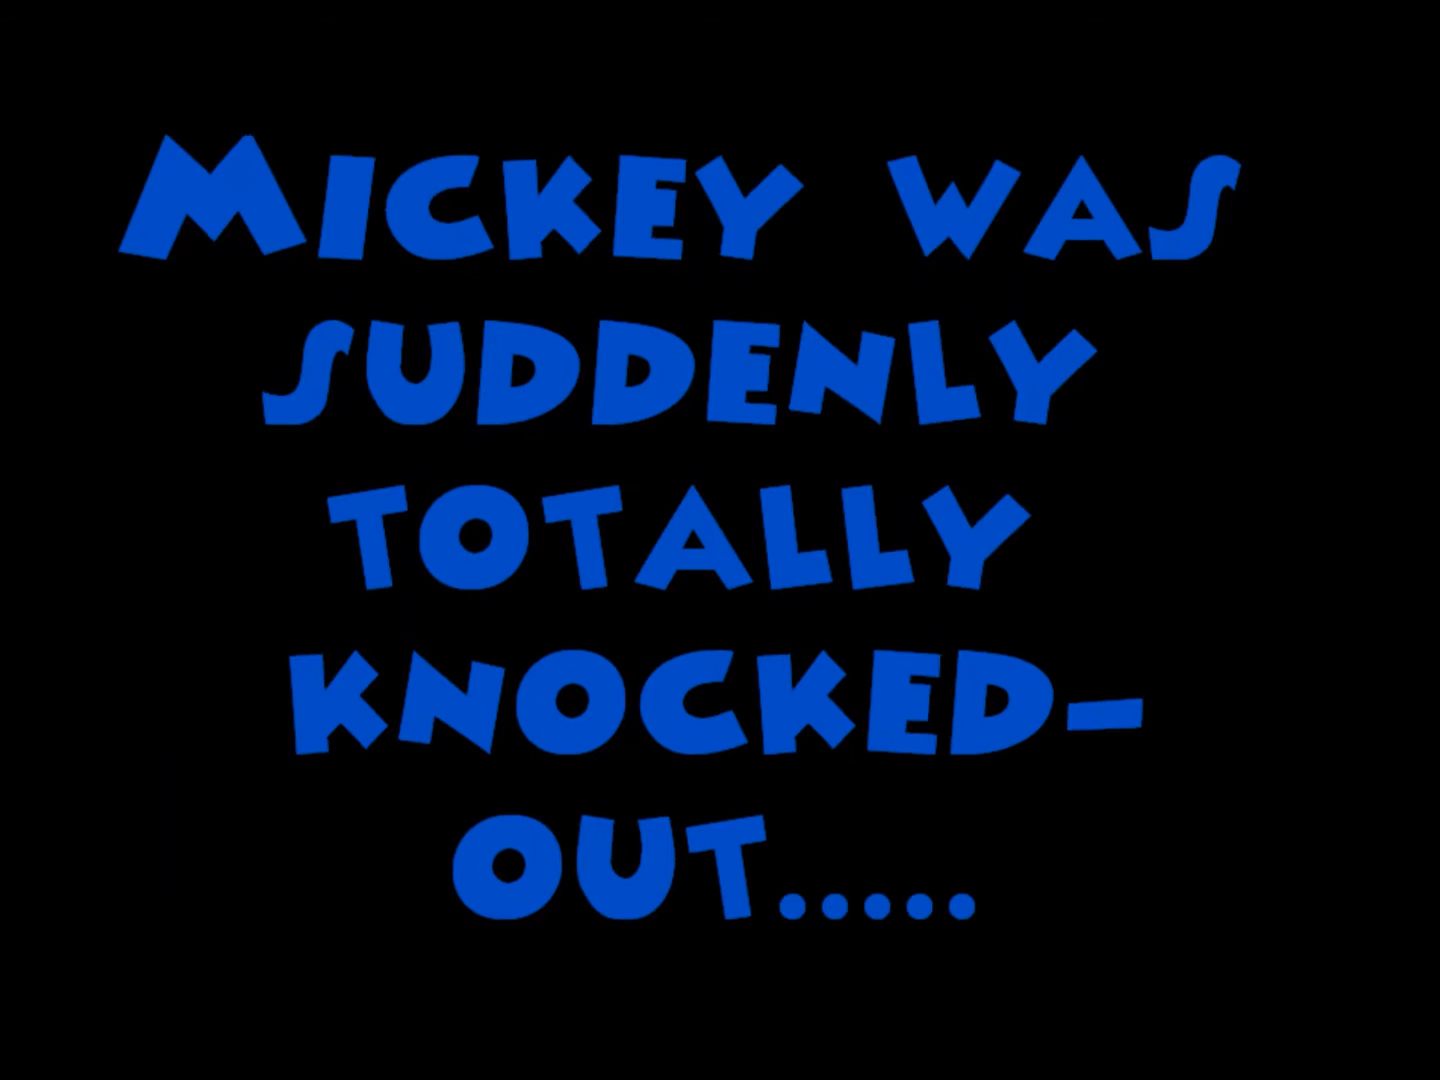 Mickey was
suddenly
totally
knocked-
out.....